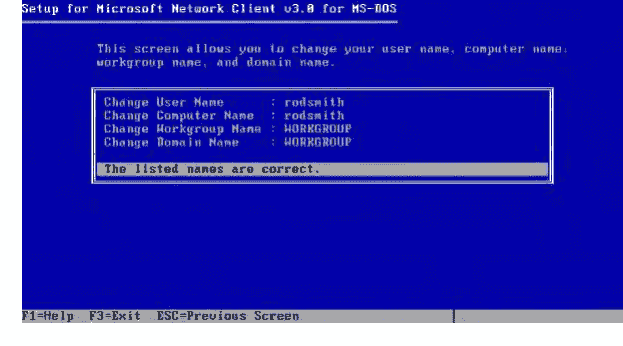 Setup for Microsoft Network Client v3.0 for MS-DOS
This screen allows you to change your user name, computer name,
workgroup name, and domain name.
Change User Name : rodsmith
Change Computer Name : rodsmith
Change Workgroup Name : WORKGROUP
Change Domain Name : WORKGROUP
The listed names are correct.
F1=Help F3=Exit ESC=Previous Screen